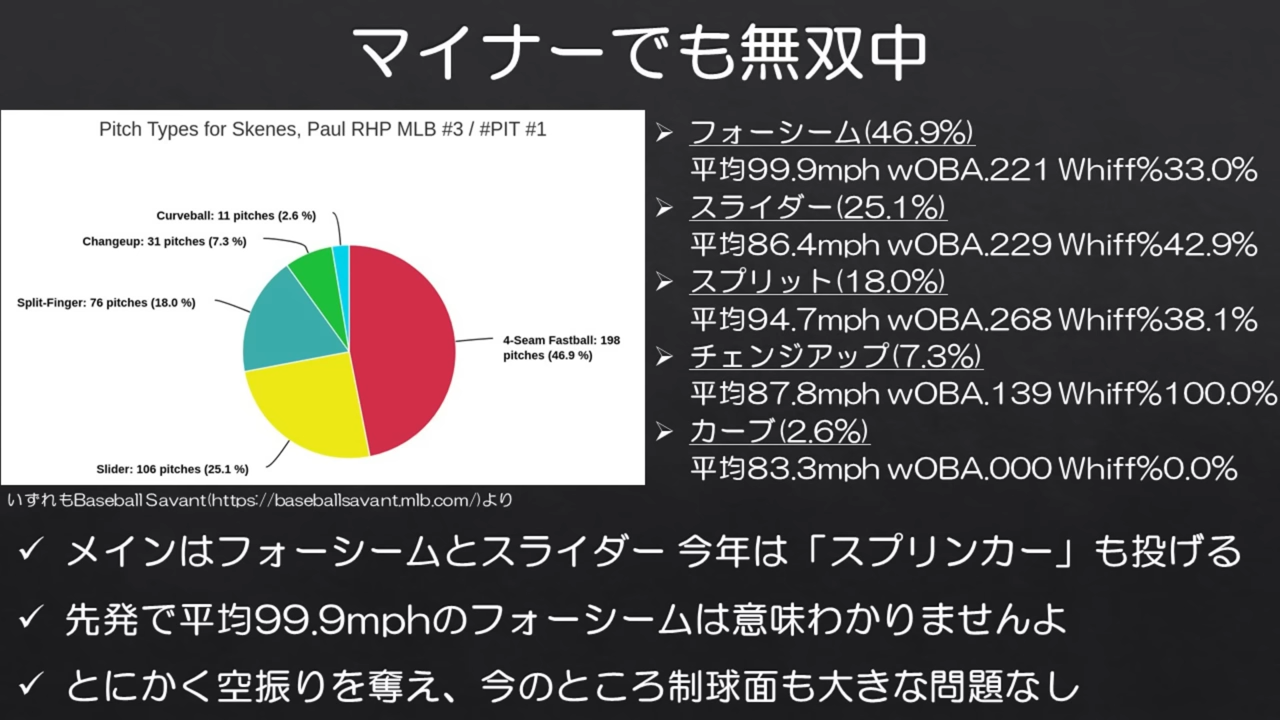 マイナーでも無双中
Pitch Types for Skenes, Paul RHP MLB #3 / #PIT #1
Curveball: 11 pitches (2.6 %)
Changeup: 31 pitches (7.3 %)
Split-Finger: 76 pitches (18.0 %)
4-Seam Fastball: 198
pitches (46.9 %)
Slider: 106 pitches (25.1 %)
いずれもBaseball Savant(https://baseballsavant.mlb.com/)より
➢ フォーシーム(46.9%)
平均99.9mph wOBA.221 Whiff%33.0%
➢ スライダー(25.1%)
平均86.4mph wOBA.229 Whiff%42.9%
➢ スプリット(18.0%)
平均94.7mph wOBA.268 Whiff%38.1%
➢ チェンジアップ(7.3%)
平均87.8mph wOBA.139 Whiff%100.0%
➢ カーブ(2.6%)
平均83.3mph wOBA.000 Whiff%0.0%
✓ メインはフォーシームとスライダー 今年は「スプリンカー」も投げる
✓ 先発で平均99.9mphのフォーシームは意味わかりませんよ
✓ とにかく空振りを奪え、今のところ制球面も大きな問題なし